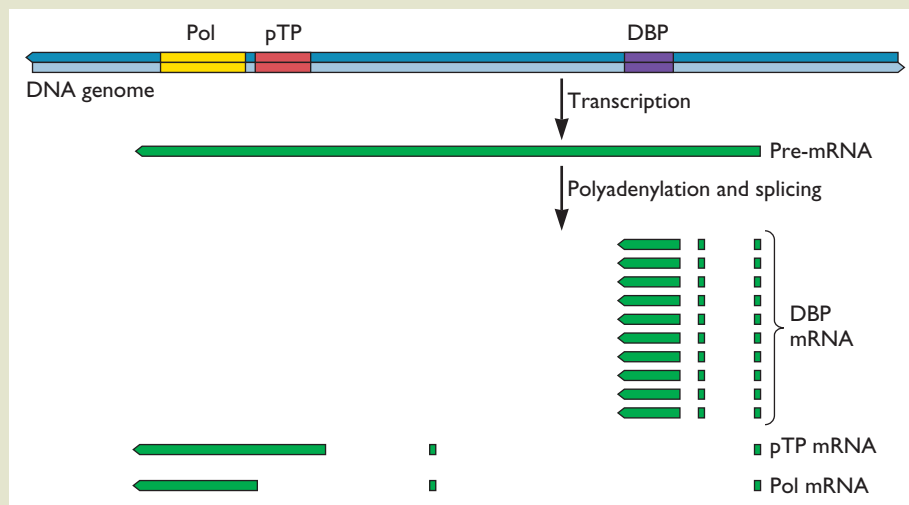 Pol pTP DBP
DNA genome
Transcription
Pre-mRNA
Polyadenylation and splicing
DBP
mRNA
pTP mRNA
Pol mRNA